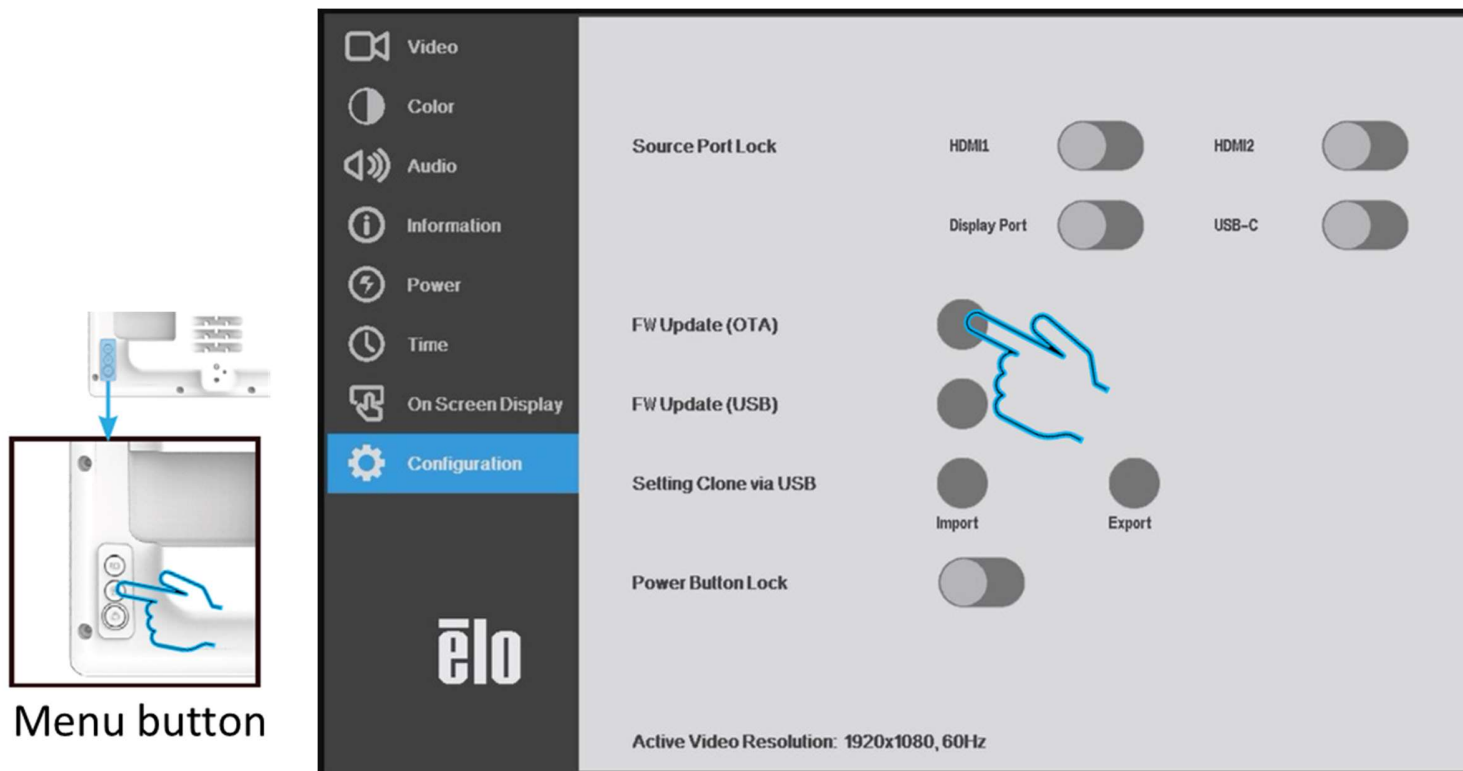 Video
Color
Audio
Information
Power
Time
On Screen Display
Configuration
ēlo
Source Port Lock
HDMI1
HDMI2
Display Port
USB-C
FW Update (OTA)
FW Update (USB)
Setting Clone via USB
Import
Export
Power Button Lock
Active Video Resolution: 1920x1080, 60Hz
Menu button